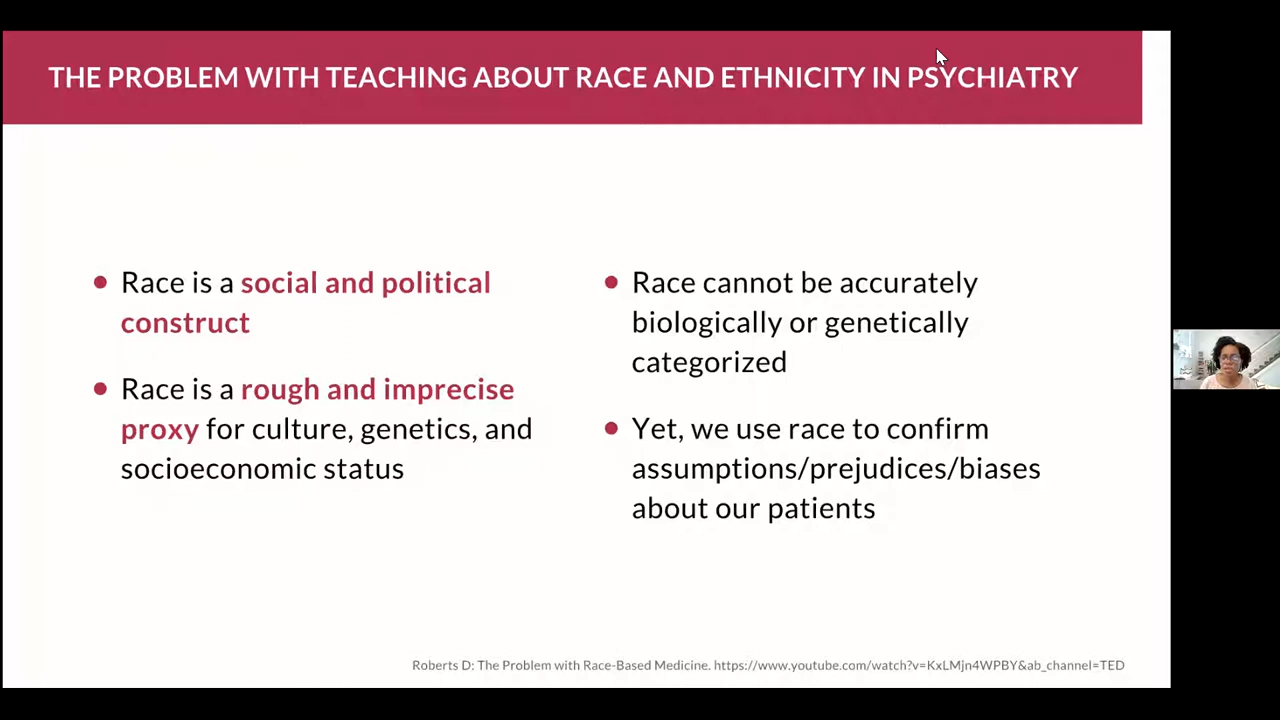 THE PROBLEM WITH TEACHING ABOUT RACE AND ETHNICITY IN PSYCHIATRY
● Race is a social and political
construct
● Race is a rough and imprecise
proxy for culture, genetics, and
socioeconomic status
● Race cannot be accurately
biologically or genetically
categorized
● Yet, we use race to confirm
assumptions/prejudices/biases
about our patients
Roberts D: The Problem with Race-Based Medicine. https://www.youtube.com/watch?v=KxLMjn4WPBY&ab_channel=TED